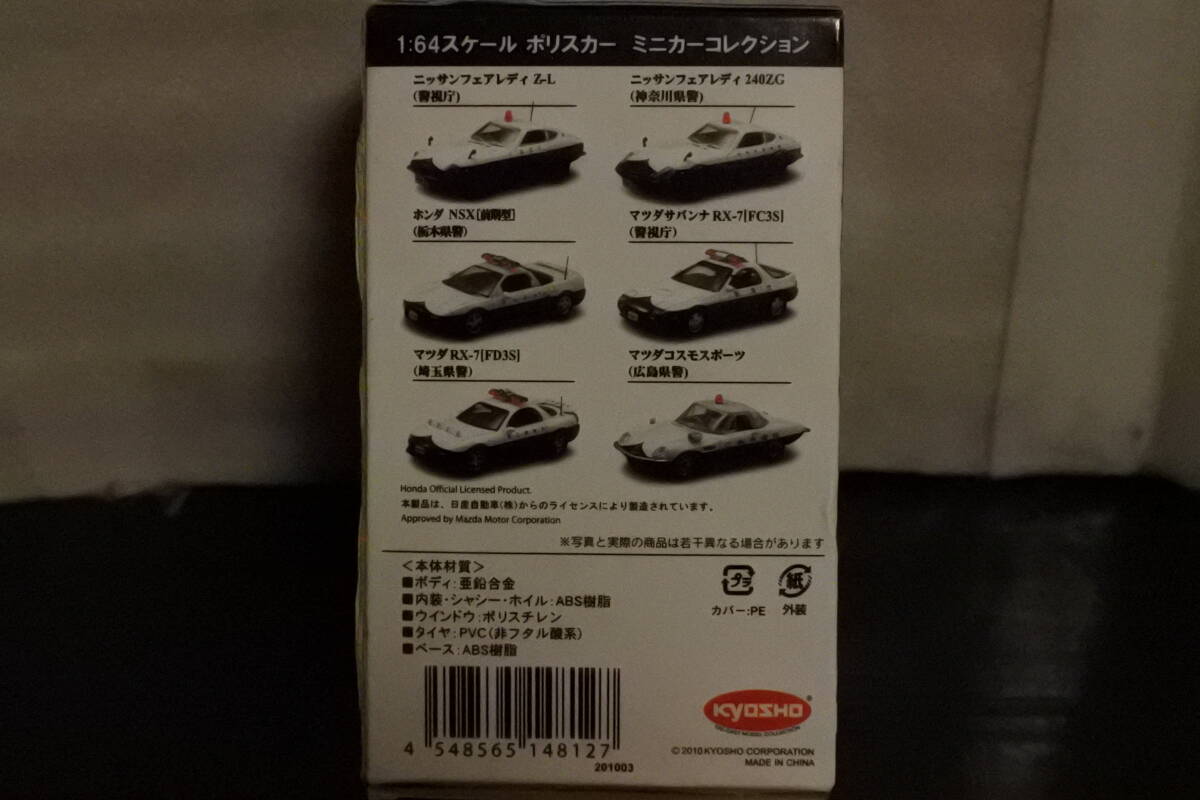 1:64スケール ポリスカー ミニカーコレクション
ニッサンフェアレディ Z-L
(警視庁)
ニッサンフェアレディ 240ZG
(神奈川県警)
ホンダ NSX[前期型]
(栃木県警)
マツダサバンナ RX-7[FC3S]
(警視庁)
マツダ RX-7[FD3S]
(埼玉県警)
マツダコスモスポーツ
(広島県警)
Honda Official Licensed Product.
本製品は、日産自動車(株)からのライセンスにより製造されています。
Approved by Mazda Motor Corporation
※写真と実際の商品は若干異なる場合があります
＜本体材質＞
■ボディ:亜鉛合金
■内装・シャシー・ホイル:ABS樹脂
■ウインドウ:ポリスチレン
■タイヤ:PVC(非フタル酸系)
■ベース:ABS樹脂
プラ
カバー:PE
紙
外装
4 548565 148127
201003
KYOSHO®
DIE-CAST MODEL COLLECTION
© 2010 KYOSHO CORPORATION
MADE IN CHINA